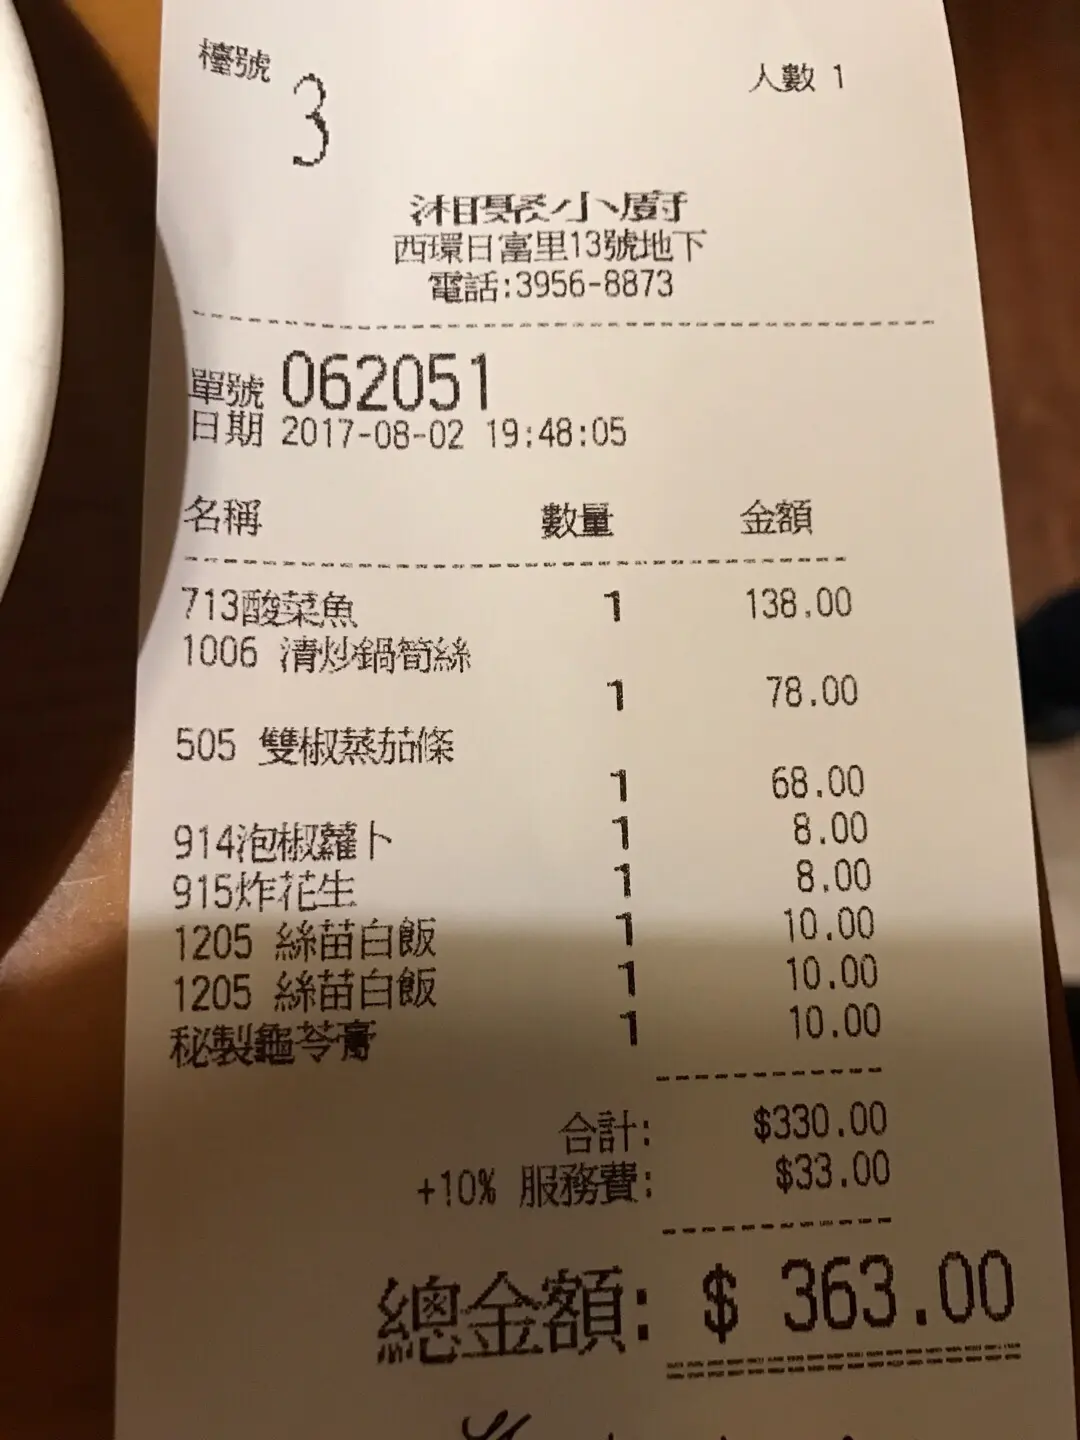 檯號 3 人數 1
湘聚小廚
西環日富里13號地下
電話:3956-8873
單號 062051
日期 2017-08-02 19:48:05
名稱 數量 金額
713酸菜魚 1 138.00
1006 清炒鍋筍絲
1 78.00
505 雙椒蒸茄條
1 68.00
914泡椒蘿卜 1 8.00
915炸花生 1 8.00
1205 絲苗白飯 1 10.00
1205 絲苗白飯 1 10.00
秘製龜苓膏 1 10.00
合計: $330.00
+10% 服務費: $33.00
總金額: $ 363.00